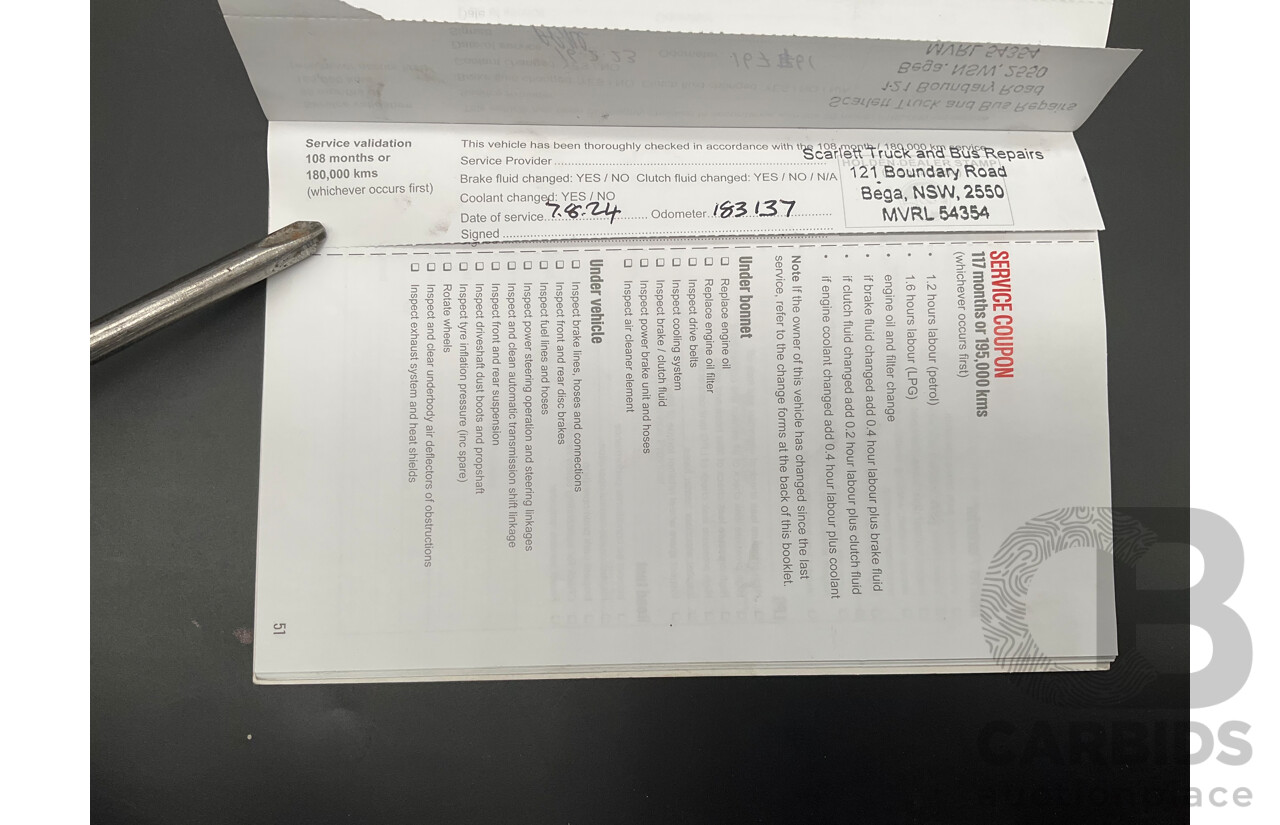 MVRL 54354
Bega, NSW, 2550
121 Boundary Road
Scarlett Truck and Bus Repairs
Service validation
108 months or
180,000 kms
(whichever occurs first)
This vehicle has been thoroughly checked in accordance with the 108 month / 180,000 km service
Service Provider
Brake fluid changed: YES / NO Clutch fluid changed: YES / NO / N/A
Coolant changed: YES / NO
Date of service 7.8.24 Odometer 183137
Signed
HOLDEN DEALER STAMP
Scarlett Truck and Bus Repairs
121 Boundary Road
Bega, NSW, 2550
MVRL 54354
SERVICE COUPON
117 months or 195,000 kms
(whichever occurs first)
• 1.2 hours labour (petrol)
• 1.6 hours labour (LPG)
• engine oil and filter change
• if brake fluid changed add 0.4 hour labour plus brake fluid
• if clutch fluid changed add 0.2 hour labour plus clutch fluid
• if engine coolant changed add 0.4 hour labour plus coolant
Note If the owner of this vehicle has changed since the last
service, refer to the change forms at the back of this booklet.
Under bonnet
❑ Replace engine oil
❑ Replace engine oil filter
❑ Inspect drive belts
❑ Inspect cooling system
❑ Inspect brake / clutch fluid
❑ Inspect power brake unit and hoses
❑ Inspect air cleaner element
Under vehicle
❑ Inspect brake lines, hoses and connections
❑ Inspect front and rear disc brakes
❑ Inspect fuel lines and hoses
❑ Inspect power steering operation and steering linkages
❑ Inspect and clean automatic transmission shift linkage
❑ Inspect front and rear suspension
❑ Inspect driveshaft dust boots and propshaft
❑ Inspect tyre inflation pressure (inc spare)
❑ Rotate wheels
❑ Inspect and clear underbody air deflectors of obstructions
❑ Inspect exhaust system and heat shields
51
CARBIDS
Auctionplace